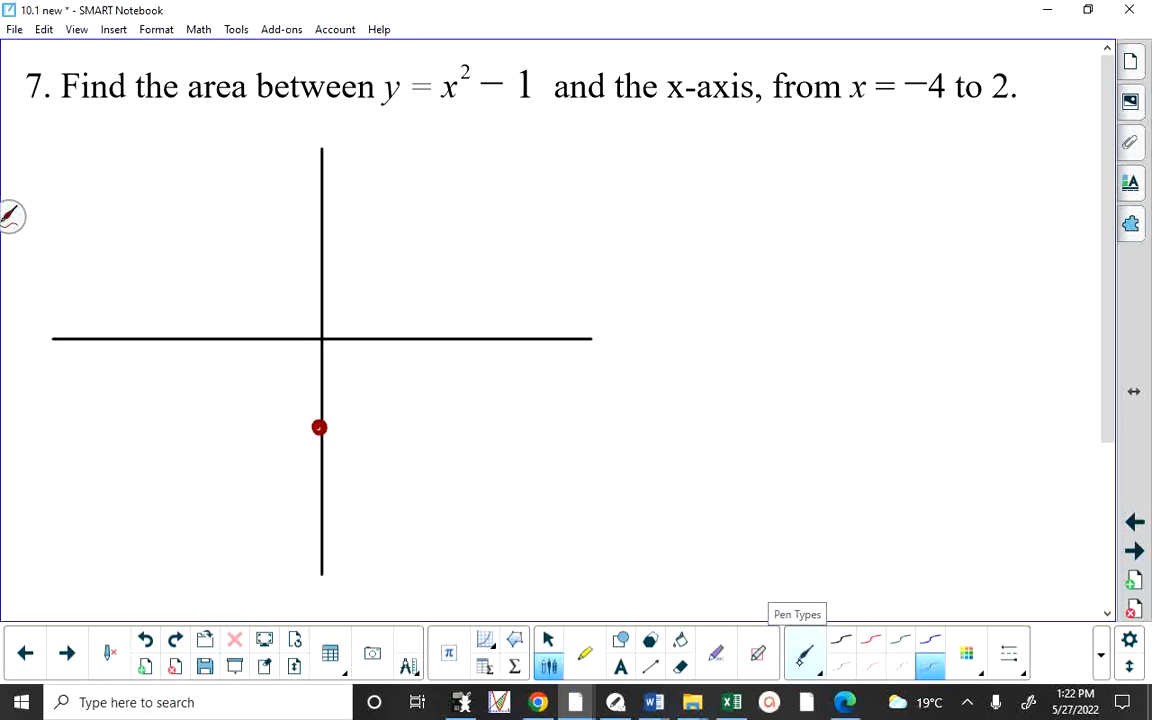 10.1 new * - SMART Notebook
File Edit View Insert Format Math Tools Add-ons Account Help
7. Find the area between y = x² − 1 and the x-axis, from x = −4 to 2.
Pen Types
π
Σ
A
Type here to search
19°C
1:22 PM
5/27/2022